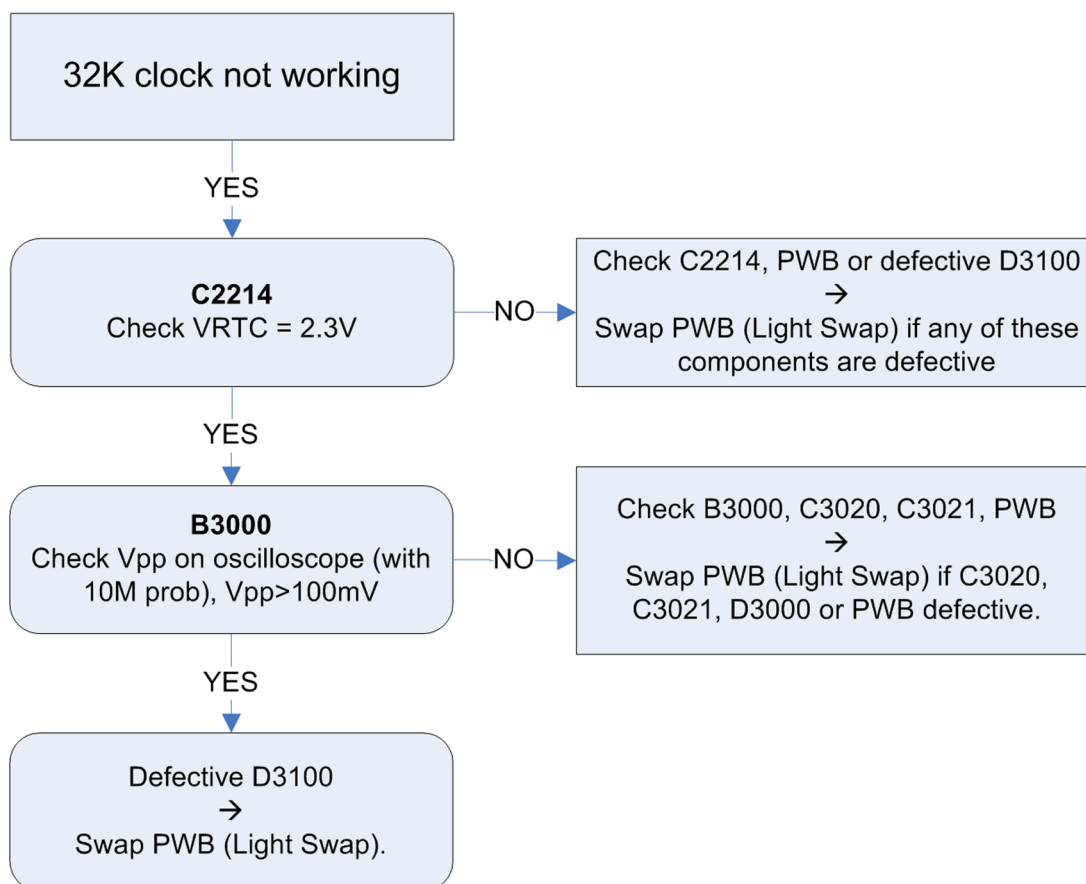 32K clock not working
YES
C2214
Check VRTC = 2.3V
NO
Check C2214, PWB or defective D3100
→
Swap PWB (Light Swap) if any of these
components are defective
YES
B3000
Check Vpp on oscilloscope (with
10M prob), Vpp>100mV
NO
Check B3000, C3020, C3021, PWB
→
Swap PWB (Light Swap) if C3020,
C3021, D3000 or PWB defective.
YES
Defective D3100
→
Swap PWB (Light Swap).